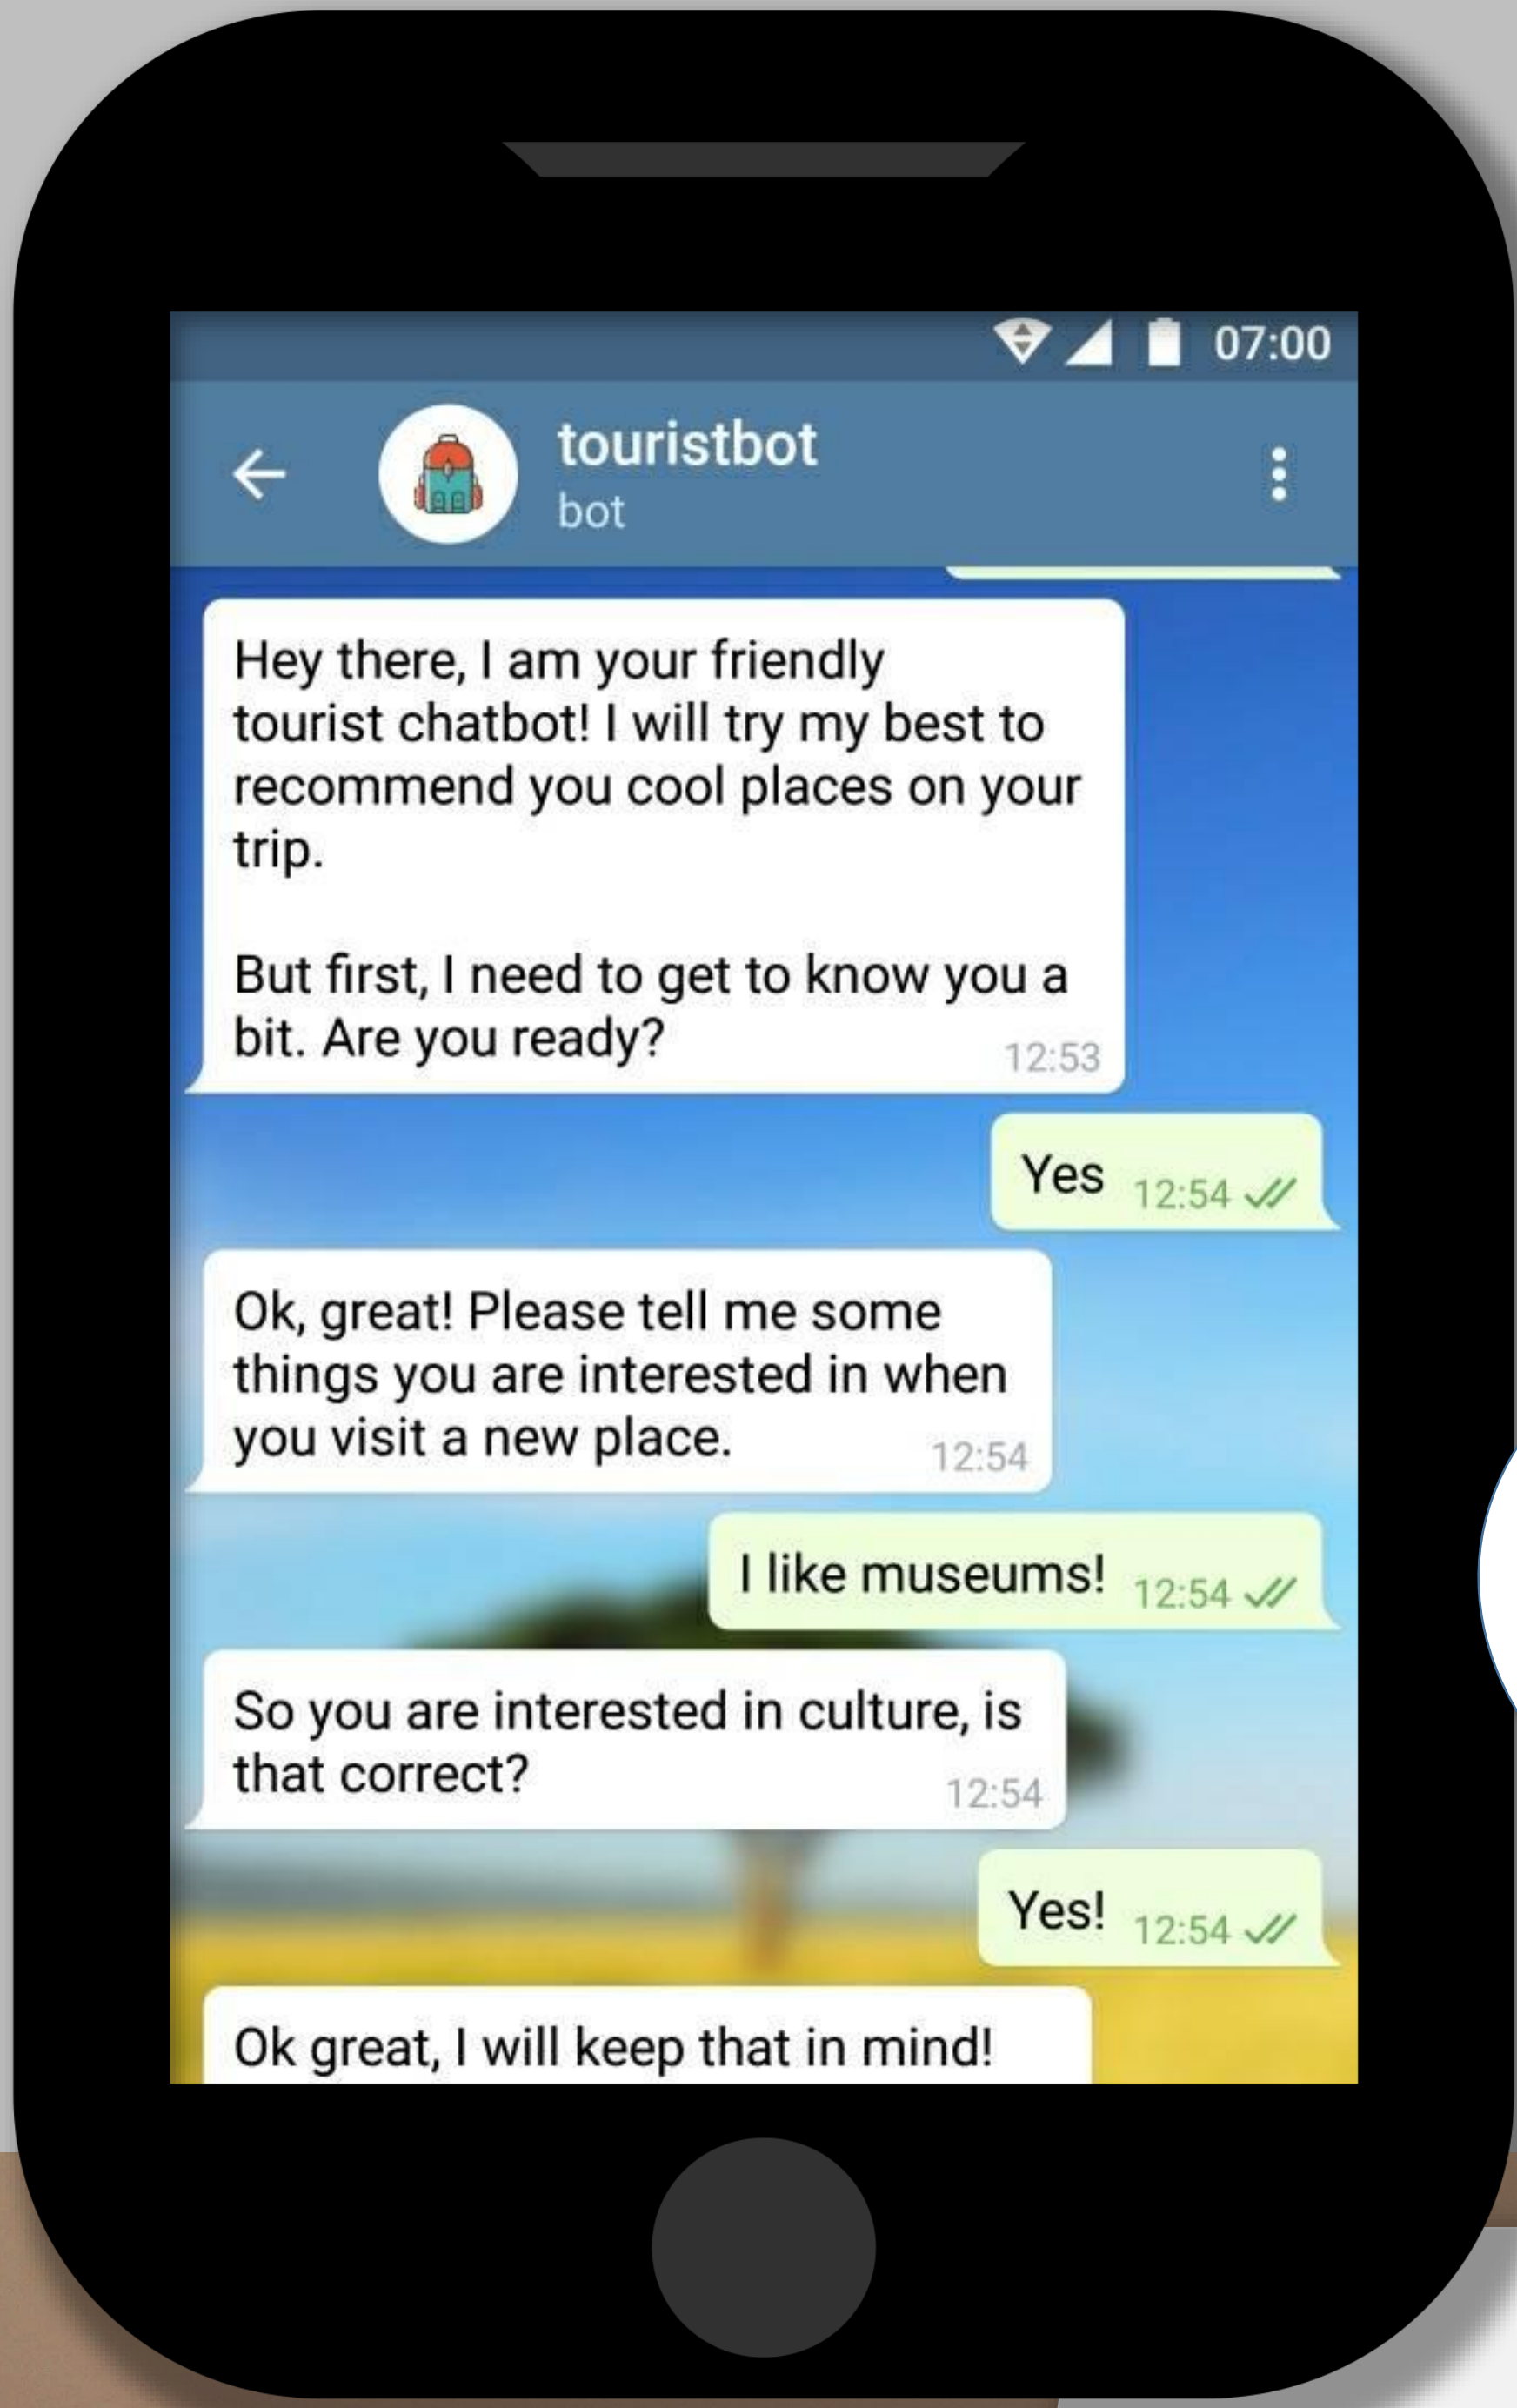 07:00
touristbot
bot
Hey there, I am your friendly
tourist chatbot! I will try my best to
recommend you cool places on your
trip.
But first, I need to get to know you a
bit. Are you ready?
12:53
Yes 12:54
Ok, great! Please tell me some
things you are interested in when
you visit a new place.
12:54
I like museums! 12:54
So you are interested in culture, is
that correct?
12:54
Yes! 12:54
Ok great, I will keep that in mind!